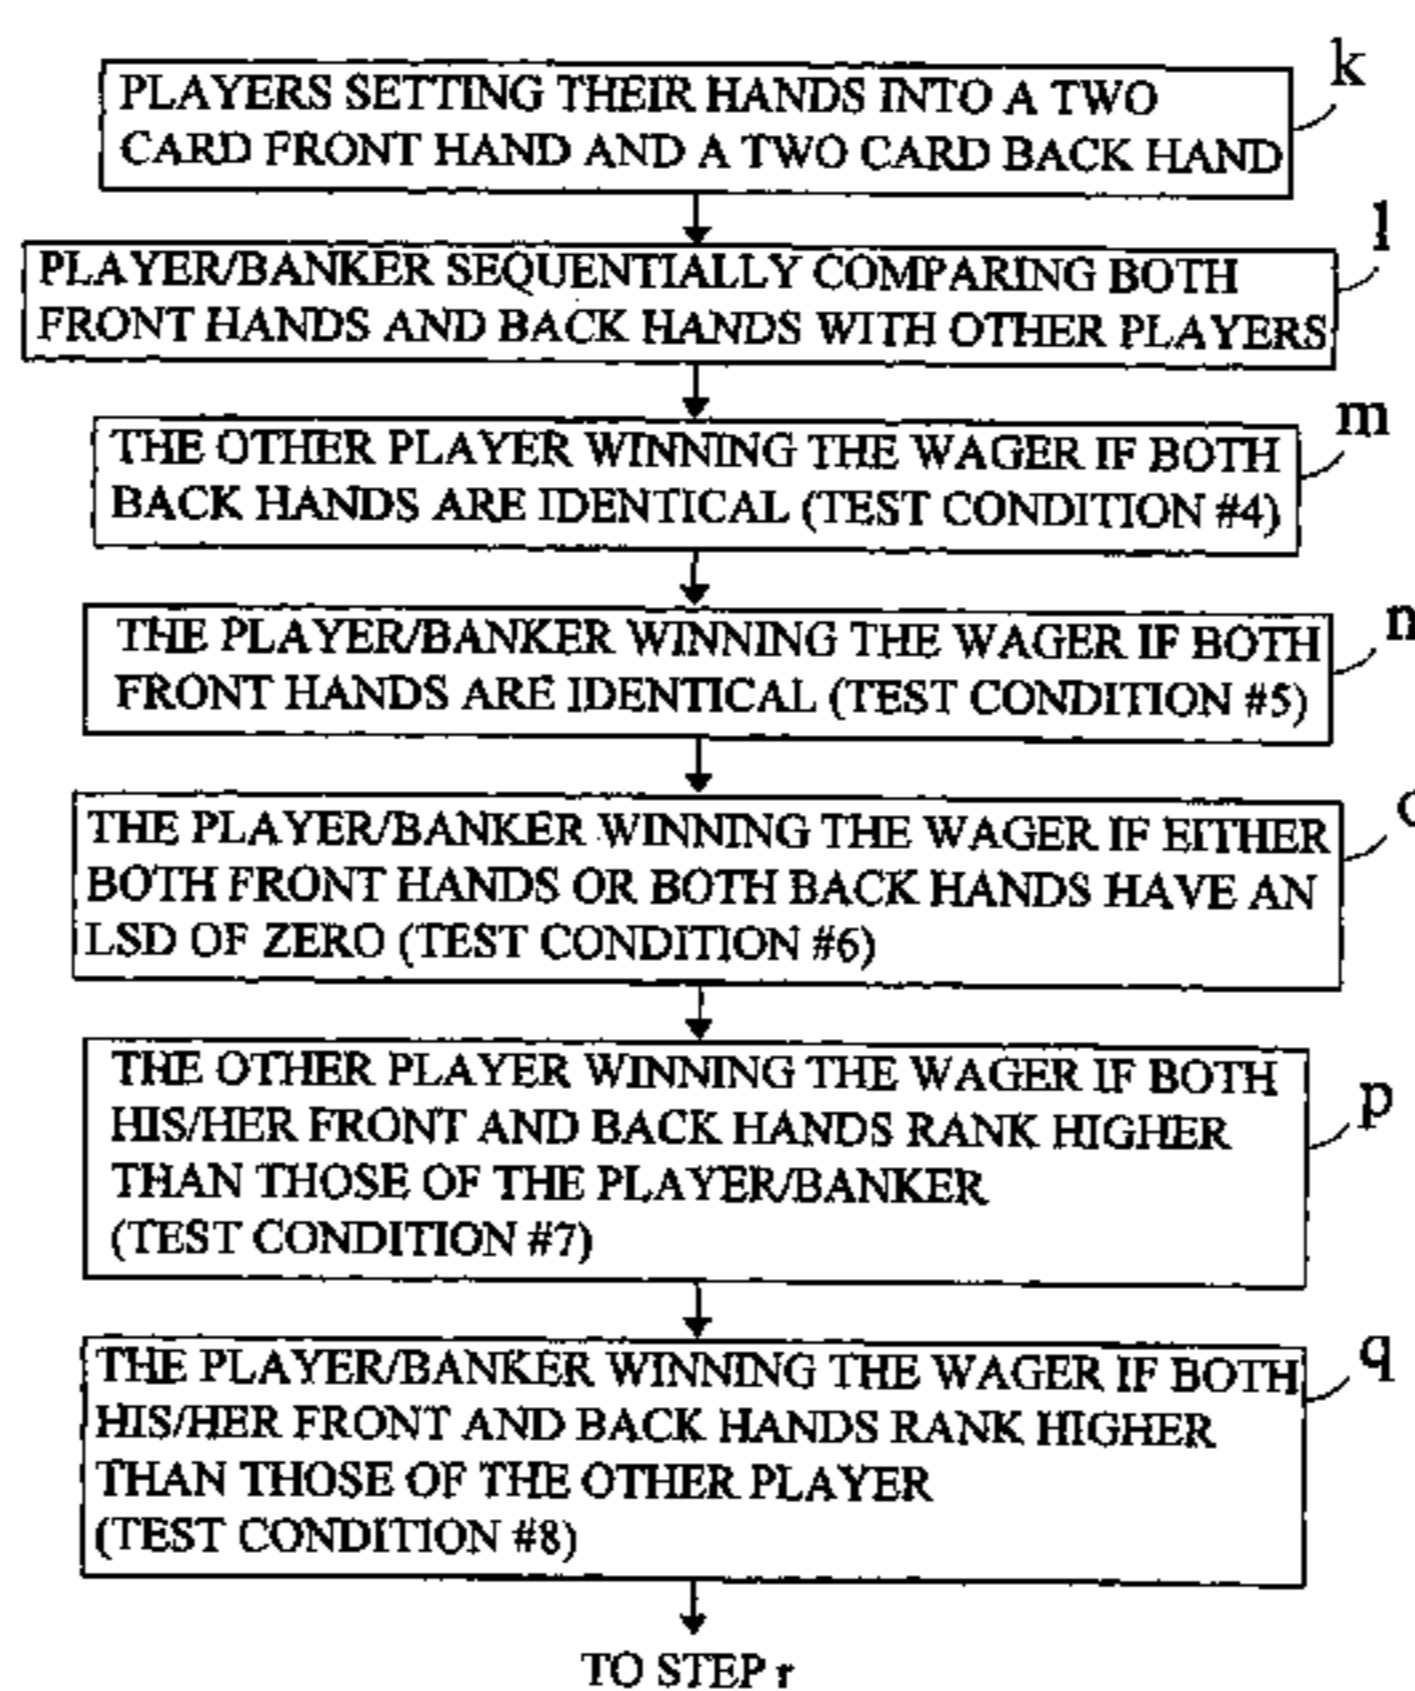 k
PLAYERS SETTING THEIR HANDS INTO A TWO
CARD FRONT HAND AND A TWO CARD BACK HAND
l
PLAYER/BANKER SEQUENTIALLY COMPARING BOTH
FRONT HANDS AND BACK HANDS WITH OTHER PLAYERS
m
THE OTHER PLAYER WINNING THE WAGER IF BOTH
BACK HANDS ARE IDENTICAL (TEST CONDITION #4)
n
THE PLAYER/BANKER WINNING THE WAGER IF BOTH
FRONT HANDS ARE IDENTICAL (TEST CONDITION #5)
THE PLAYER/BANKER WINNING THE WAGER IF EITHER
BOTH FRONT HANDS OR BOTH BACK HANDS HAVE AN
LSD OF ZERO (TEST CONDITION #6)
p
THE OTHER PLAYER WINNING THE WAGER IF BOTH
HIS/HER FRONT AND BACK HANDS RANK HIGHER
THAN THOSE OF THE PLAYER/BANKER
(TEST CONDITION #7)
q
THE PLAYER/BANKER WINNING THE WAGER IF BOTH
HIS/HER FRONT AND BACK HANDS RANK HIGHER
THAN THOSE OF THE OTHER PLAYER
(TEST CONDITION #8)
TO STEP r